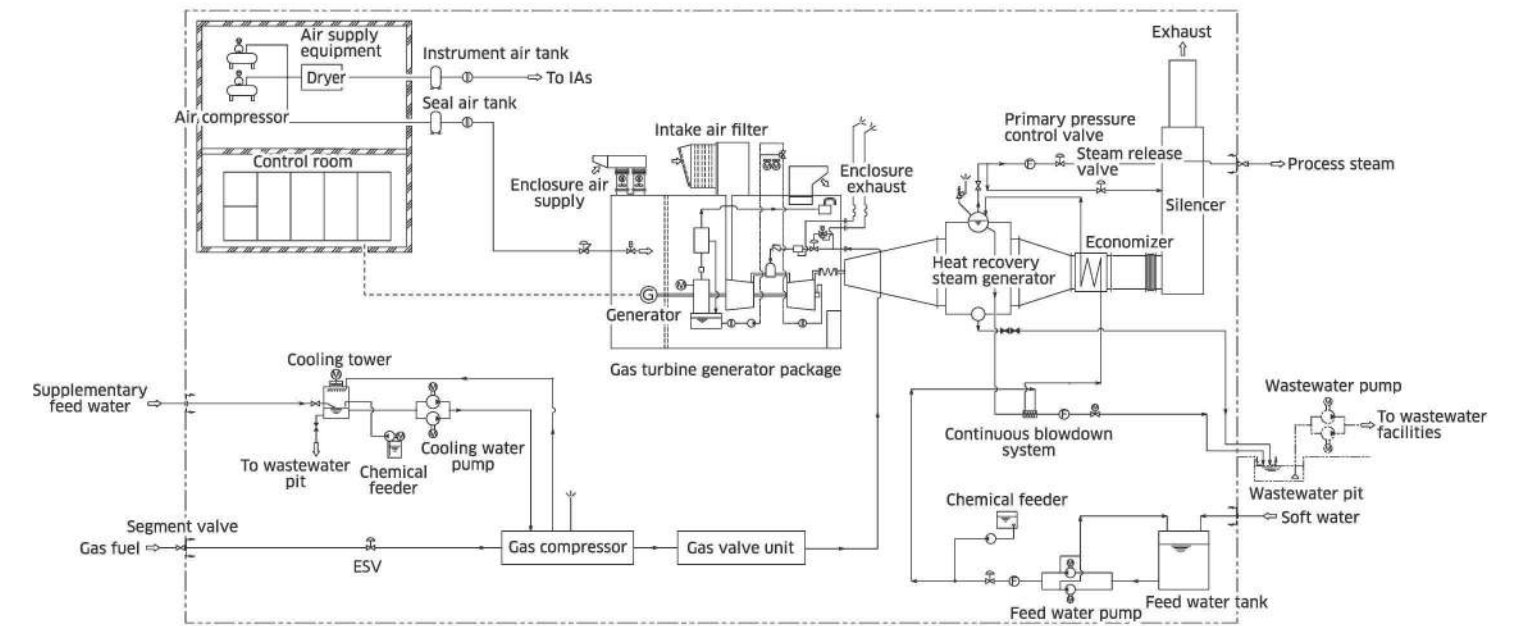 Exhaust
Air supply
equipment
Instrument air tank
Dryer
To IAs
Seal air tank
Air compressor
Intake air filter
Primary pressure
control valve
Steam release
valve
Process steam
Control room
Enclosure air
supply
Enclosure
exhaust
Silencer
Economizer
Heat recovery
steam generator
M
G
Generator
Gas turbine generator package
Cooling tower
Supplementary
feed water
Cooling water
pump
To wastewater
pit
Chemical
feeder
Continuous blowdown
system
Wastewater pump
To wastewater
facilities
Wastewater pit
Chemical feeder
Soft water
Segment valve
Gas fuel
ESV
Gas compressor
Gas valve unit
Feed water pump
Feed water tank
F
F
F
M
M
M